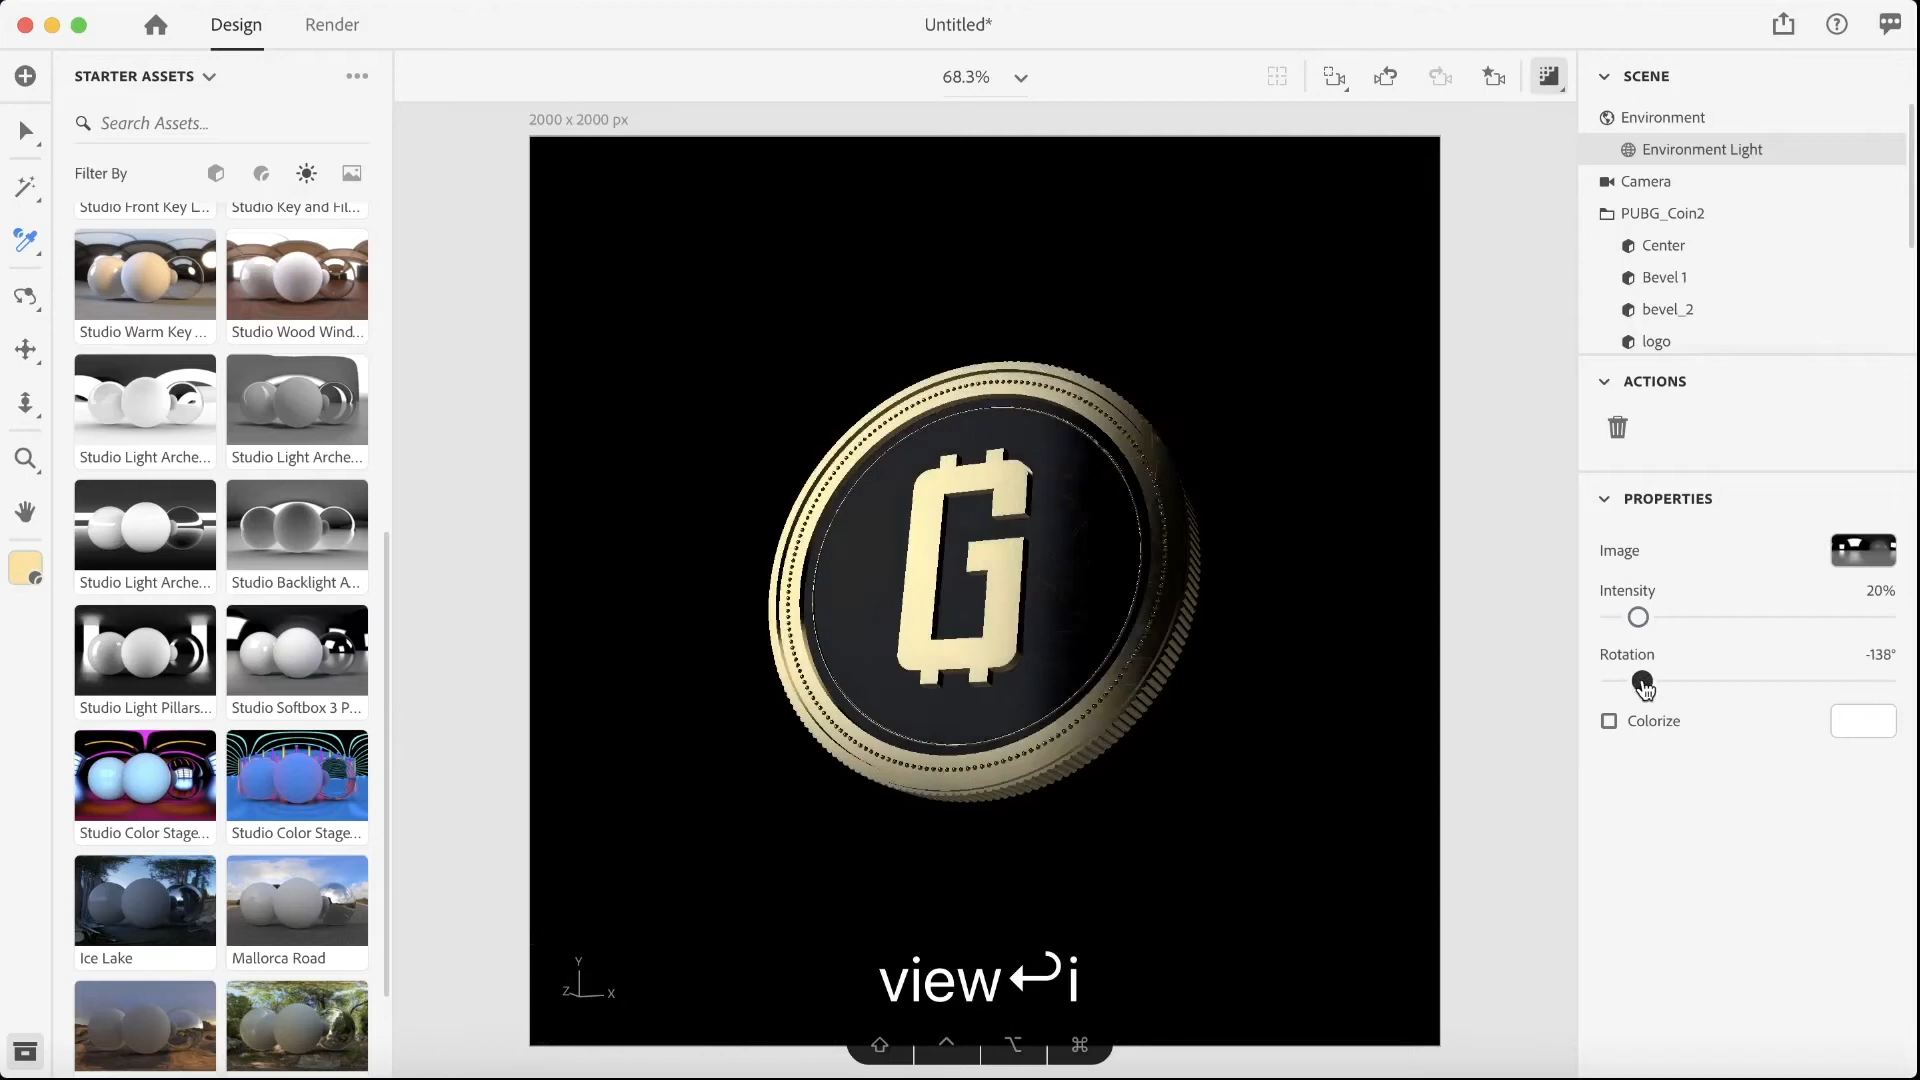 Design
Render
Untitled*
STARTER ASSETS
Search Assets...
Filter By
Studio Front Key L...
Studio Key and Fil...
Studio Warm Key ...
Studio Wood Wind...
Studio Light Arche...
Studio Light Arche...
Studio Light Arche...
Studio Backlight A...
Studio Light Pillars...
Studio Softbox 3 P...
Studio Color Stage...
Studio Color Stage...
Ice Lake
Mallorca Road
68.3%
2000 x 2000 px
G
Y
Z
X
view↩i
SCENE
Environment
Environment Light
Camera
PUBG_Coin2
Center
Bevel 1
bevel_2
logo
ACTIONS
PROPERTIES
Image
Intensity
20%
Rotation
-138°
Colorize